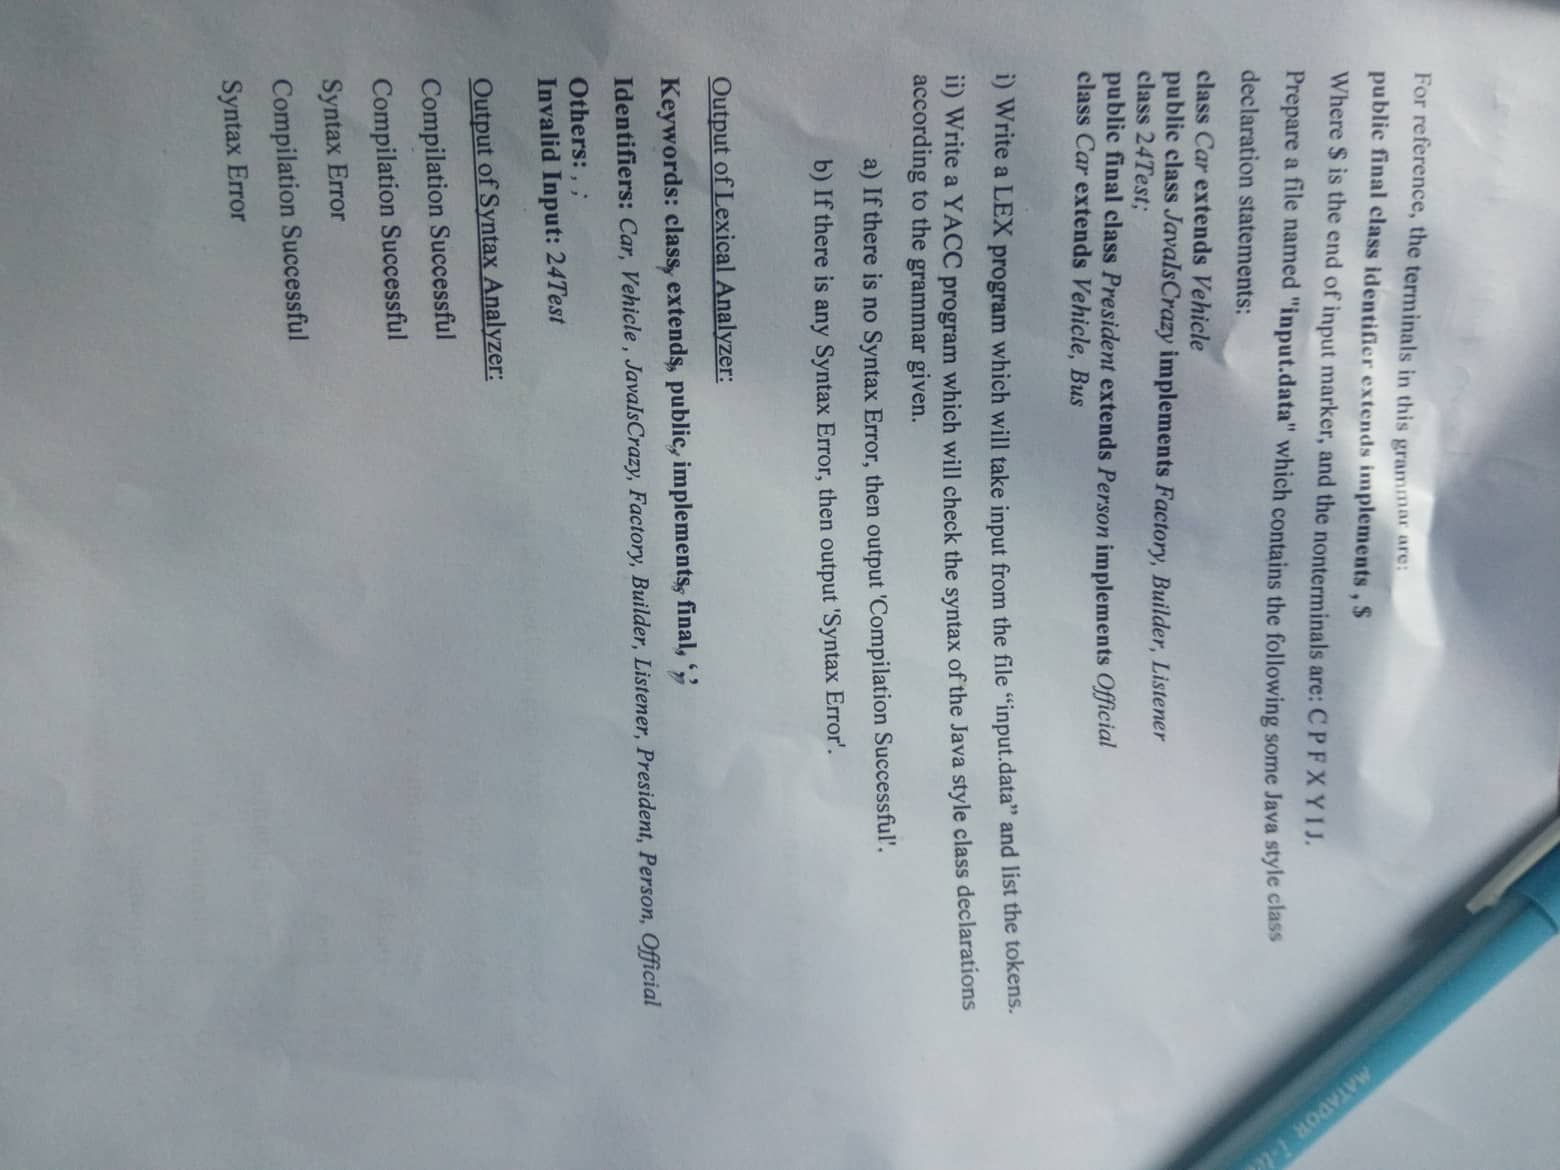 For reference, the terminals in this grammar are:
public final class identifier extends implements , $
Where $ is the end of input marker, and the nonterminals are: C P F X Y I J.
Prepare a file named "input.data" which contains the following some Java style class
declaration statements:
class Car extends Vehicle
public class JavaIsCrazy implements Factory, Builder, Listener
class 24Test;
public final class President extends Person implements Official
class Car extends Vehicle, Bus
i) Write a LEX program which will take input from the file “input.data” and list the tokens.
ii) Write a YACC program which will check the syntax of the Java style class declarations
according to the grammar given.
a) If there is no Syntax Error, then output 'Compilation Successful'.
b) If there is any Syntax Error, then output 'Syntax Error'.
Output of Lexical Analyzer:
Keywords: class, extends, public, implements, final, ‘,’
Identifiers: Car, Vehicle , JavaIsCrazy, Factory, Builder, Listener, President, Person, Official
Others: , ;
Invalid Input: 24Test
Output of Syntax Analyzer:
Compilation Successful
Compilation Successful
Syntax Error
Compilation Successful
Syntax Error
MATADOR